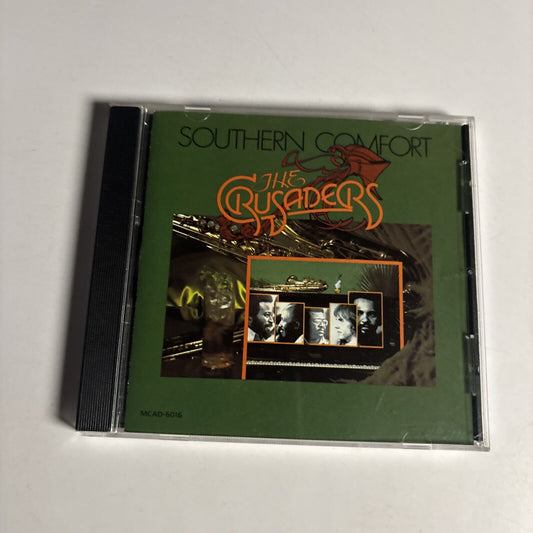 SOUTHERN COMFORT
THE
CRUSADERS
MCAD-6016